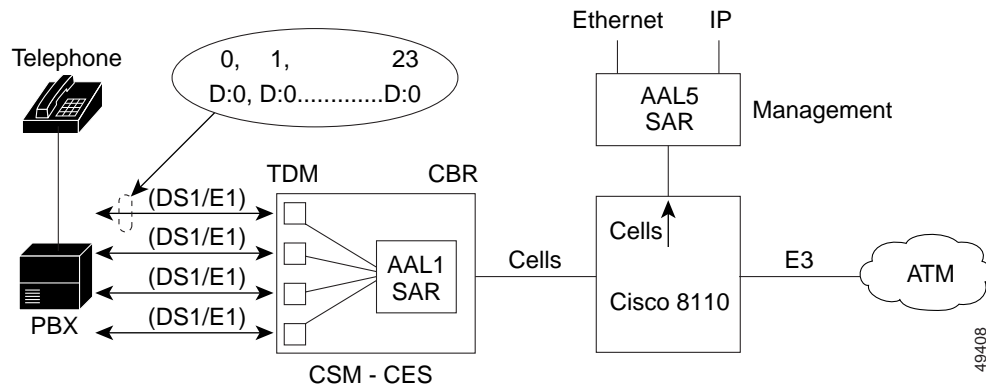 Ethernet IP
Telephone
0, 1, 23
D:0, D:0.............D:0
AAL5
SAR
Management
TDM CBR
(DS1/E1)
(DS1/E1)
(DS1/E1)
(DS1/E1)
AAL1
SAR
Cells
Cells
Cisco 8110
E3
ATM
PBX
CSM - CES
49408